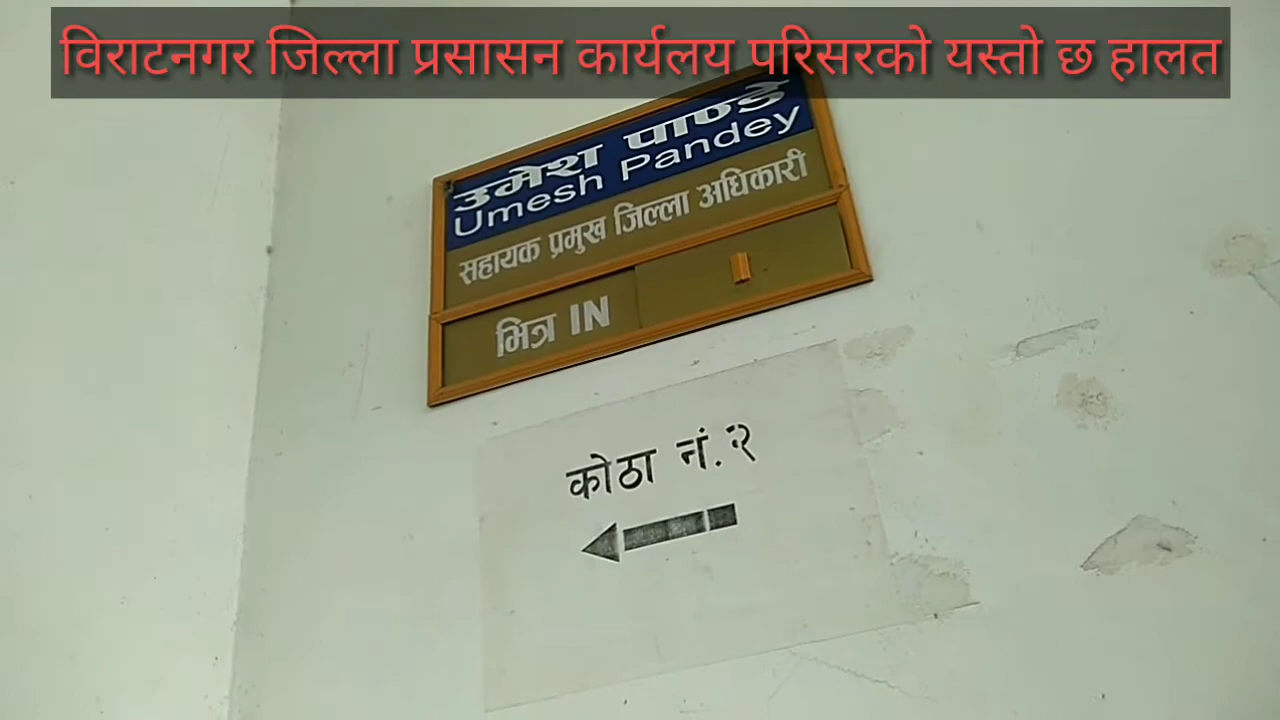 विराटनगर जिल्ला प्रसासन कार्यलय परिसरको यस्तो छ हालत
उमेश पाण्डे
Umesh Pandey
सहायक प्रमुख जिल्ला अधिकारी
भित्र IN
कोठा नं. २